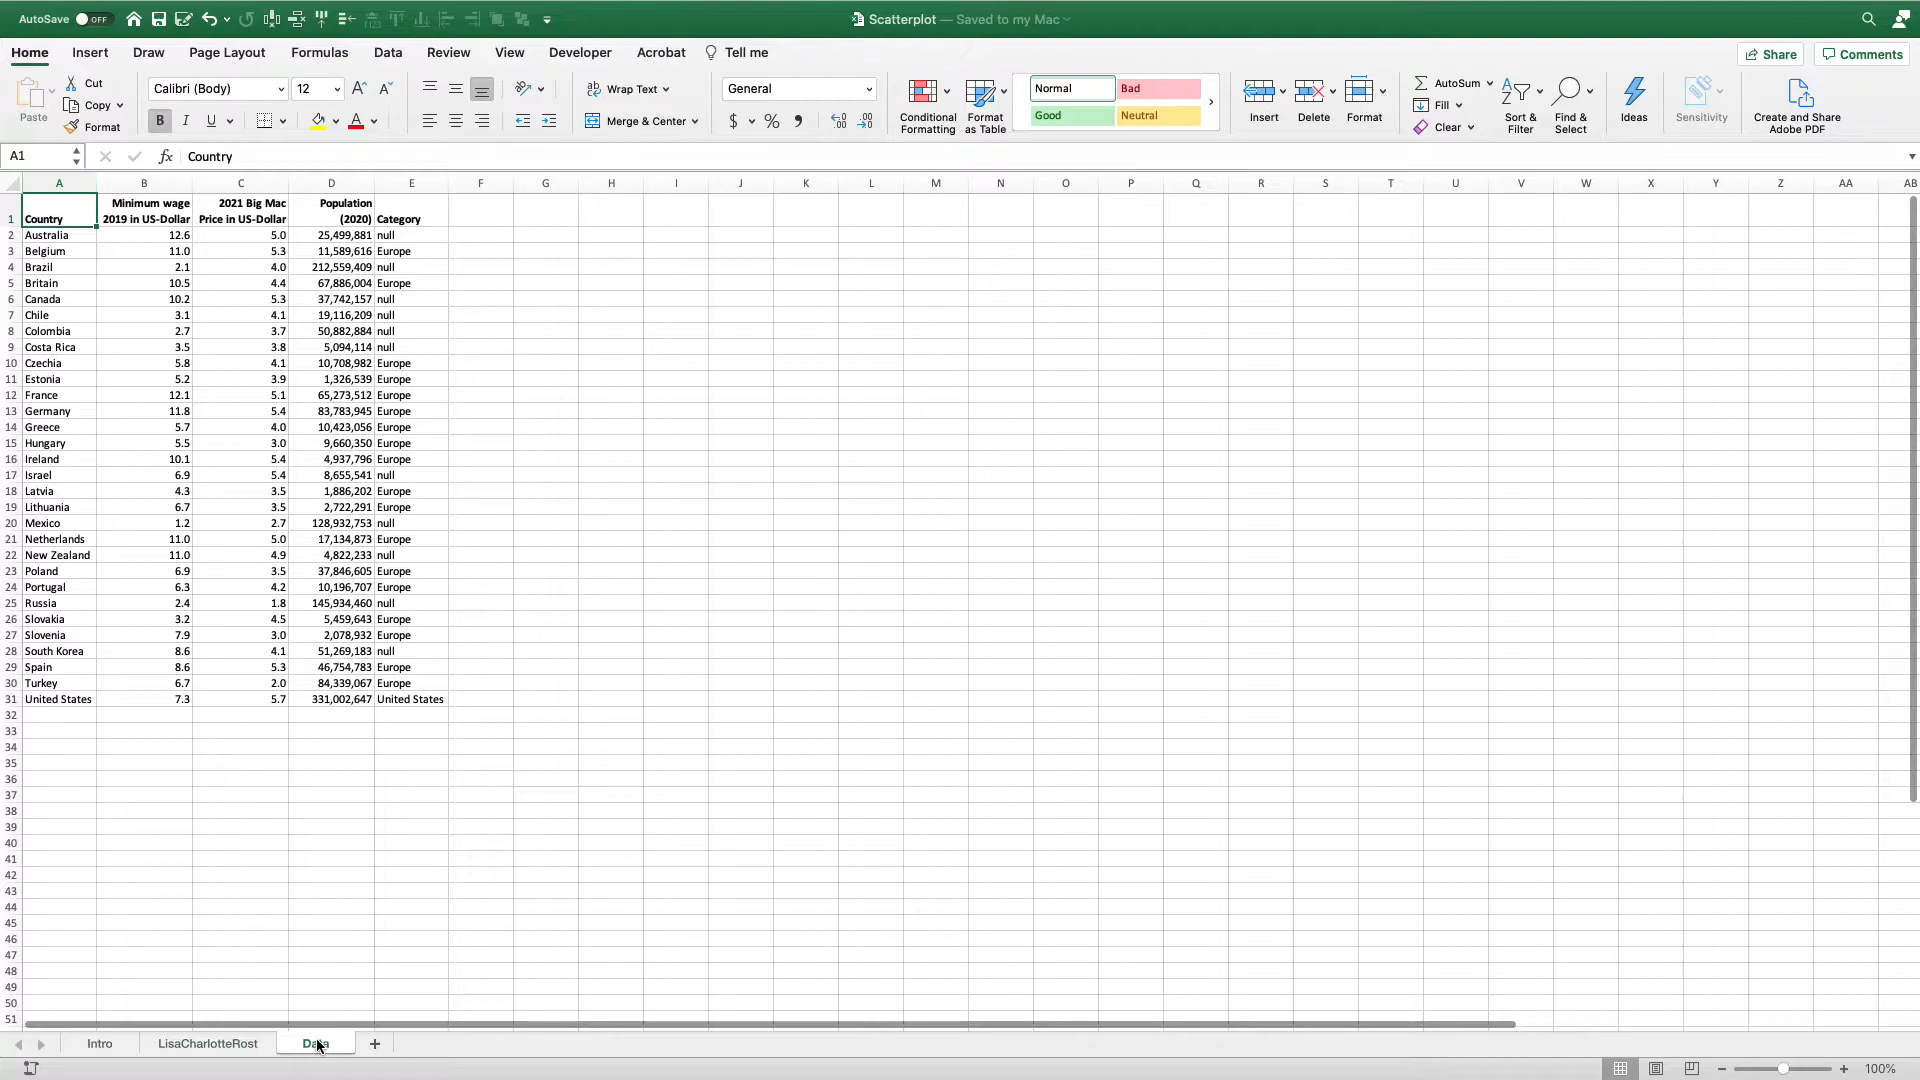 AutoSave OFF Scatterplot — Saved to my Mac
Home Insert Draw Page Layout Formulas Data Review View Developer Acrobat Tell me Share Comments
Paste Cut Copy Format
Calibri (Body) 12 A A
B I U A
ab Wrap Text
Merge & Center
General
$ %
Conditional Formatting
Format as Table
Normal Bad
Good Neutral
Insert Delete Format
AutoSum
Fill
Clear
Sort & Filter
Find & Select
Ideas
Sensitivity
Create and Share Adobe PDF
A1 fx Country
A B C D E F G H I J K L M N O P Q R S T U V W X Y Z AA AB
Minimum wage 2021 Big Mac Population
1 Country 2019 in US-Dollar Price in US-Dollar (2020) Category
2 Australia 12.6 5.0 25,499,881 null
3 Belgium 11.0 5.3 11,589,616 Europe
4 Brazil 2.1 4.0 212,559,409 null
5 Britain 10.5 4.4 67,886,004 Europe
6 Canada 10.2 5.3 37,742,157 null
7 Chile 3.1 4.1 19,116,209 null
8 Colombia 2.7 3.7 50,882,884 null
9 Costa Rica 3.5 3.8 5,094,114 null
10 Czechia 5.8 4.1 10,708,982 Europe
11 Estonia 5.2 3.9 1,326,539 Europe
12 France 12.1 5.1 65,273,512 Europe
13 Germany 11.8 5.4 83,783,945 Europe
14 Greece 5.7 4.0 10,423,056 Europe
15 Hungary 5.5 3.0 9,660,350 Europe
16 Ireland 10.1 5.4 4,937,796 Europe
17 Israel 6.9 5.4 8,655,541 null
18 Latvia 4.3 3.5 1,886,202 Europe
19 Lithuania 6.7 3.5 2,722,291 Europe
20 Mexico 1.2 2.7 128,932,753 null
21 Netherlands 11.0 5.0 17,134,873 Europe
22 New Zealand 11.0 4.9 4,822,233 null
23 Poland 6.9 3.5 37,846,605 Europe
24 Portugal 6.3 4.2 10,196,707 Europe
25 Russia 2.4 1.8 145,934,460 null
26 Slovakia 3.2 4.5 5,459,643 Europe
27 Slovenia 7.9 3.0 2,078,932 Europe
28 South Korea 8.6 4.1 51,269,183 null
29 Spain 8.6 5.3 46,754,783 Europe
30 Turkey 6.7 2.0 84,339,067 Europe
31 United States 7.3 5.7 331,002,647 United States
32
33
34
35
36
37
38
39
40
41
42
43
44
45
46
47
48
49
50
51
Intro LisaCharlotteRost Data +
100%